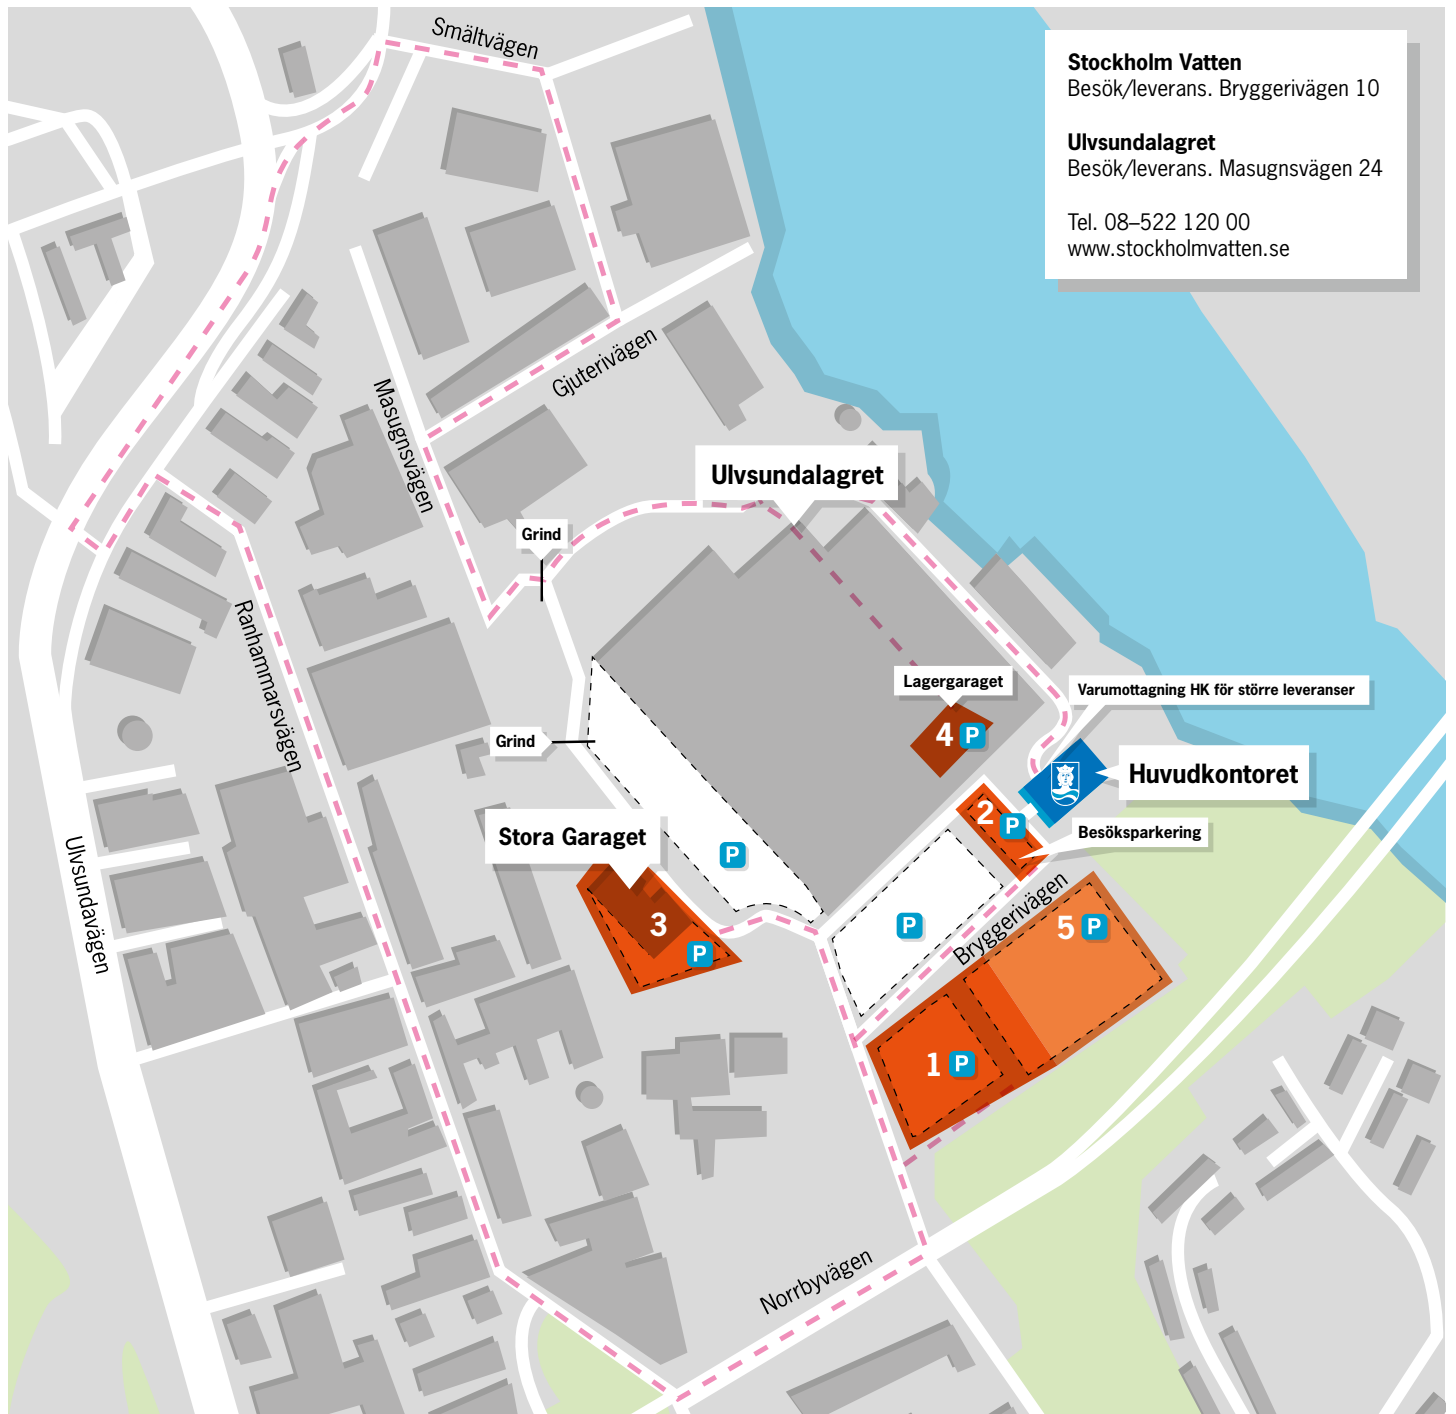 Smältvägen
Stockholm Vatten
Besök/leverans. Bryggerivägen 10
Ulvsundalagret
Besök/leverans. Masugnsvägen 24
Tel. 08–522 120 00
www.stockholmvatten.se
Gjuterivägen
Masugnsvägen
Ulvsundalagret
Grind
Ranhammarsvägen
Lagergaraget
Varumottagning HK för större leveranser
4 P
Grind
Huvudkontoret
2 P
Besöksparkering
Stora Garaget
P
Ulvsundavägen
Bryggerivägen
3
P
P
5 P
1 P
Norrbyvägen